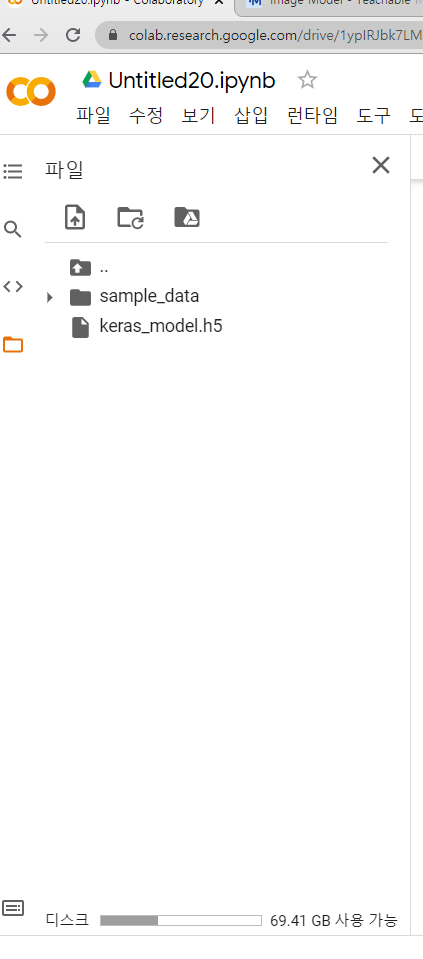 Untitled20.ipynb - Colaboratory
Image Model - Teachable M
colab.research.google.com/drive/1ypIRJbk7LM
Untitled20.ipynb
파일 수정 보기 삽입 런타임 도구 도
파일
..
sample_data
keras_model.h5
디스크 69.41 GB 사용 가능